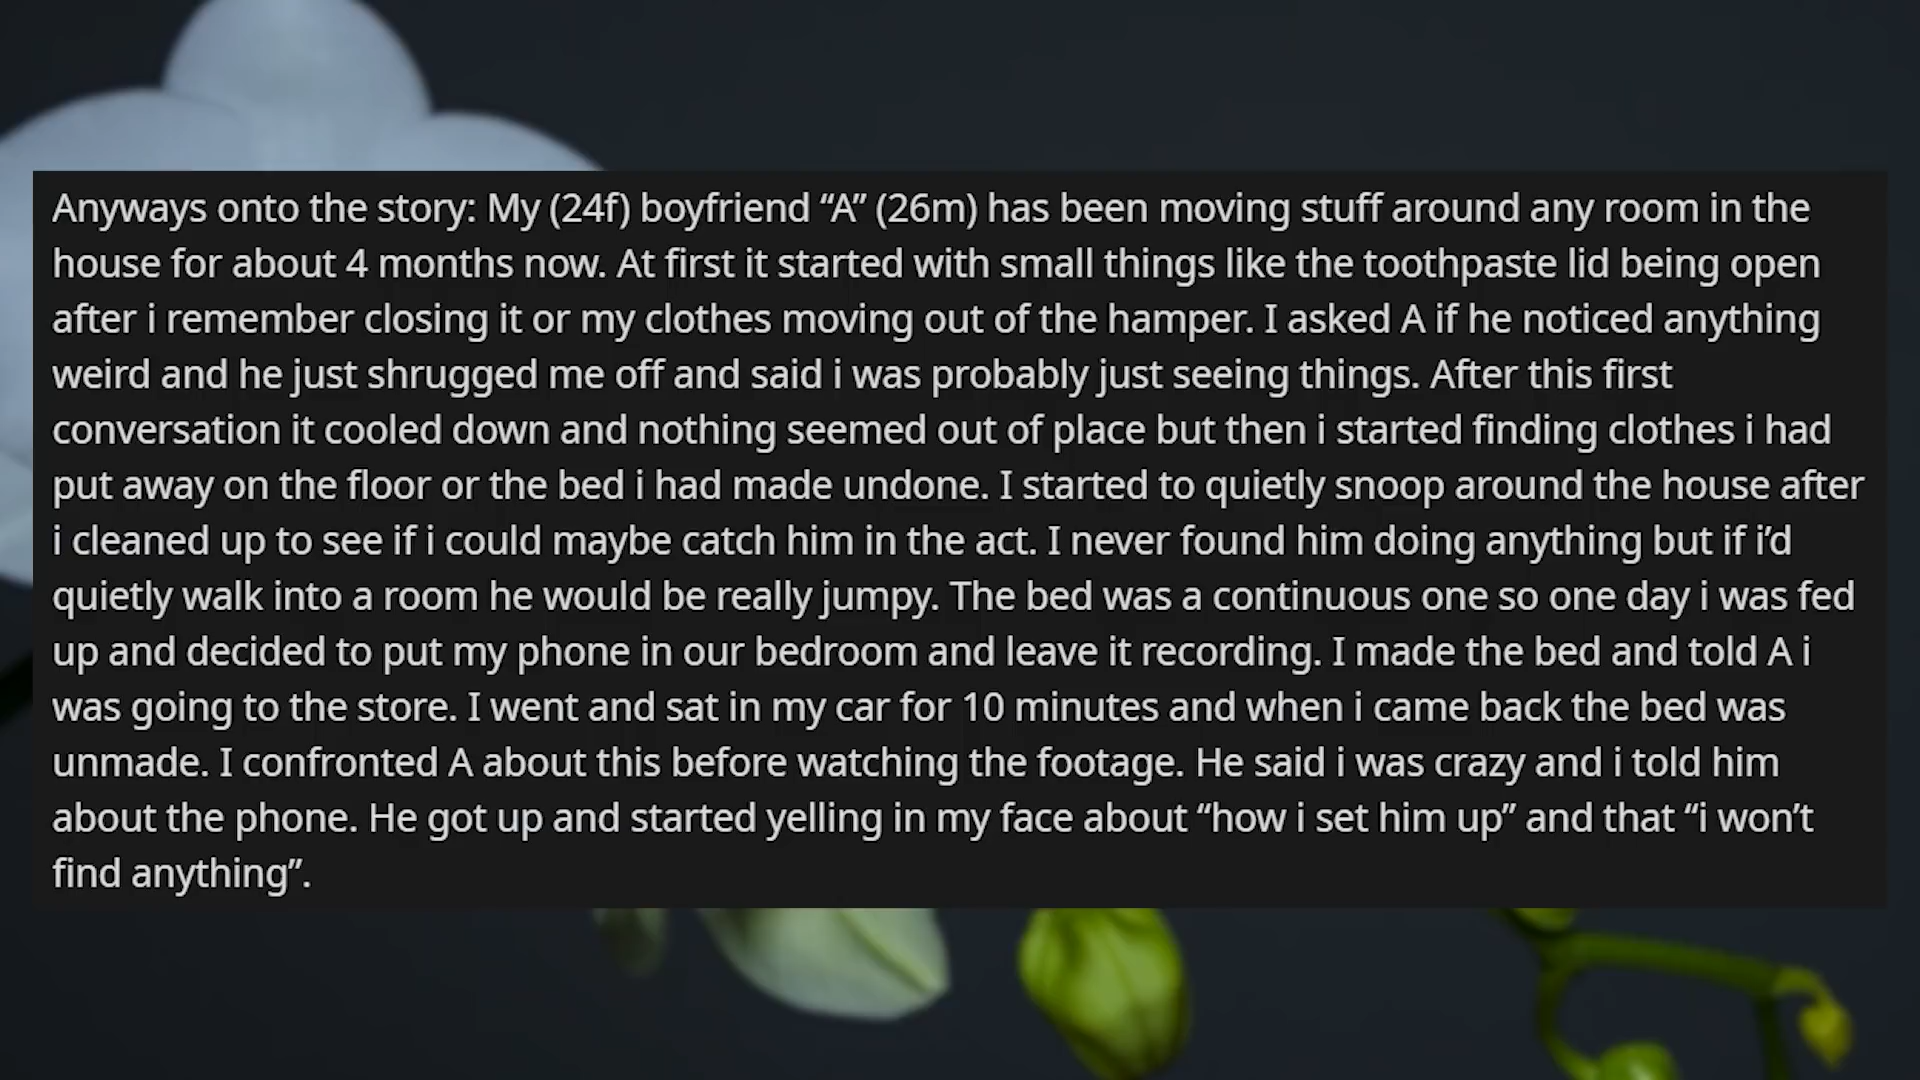 Anyways onto the story: My (24f) boyfriend “A” (26m) has been moving stuff around any room in the
house for about 4 months now. At first it started with small things like the toothpaste lid being open
after i remember closing it or my clothes moving out of the hamper. I asked A if he noticed anything
weird and he just shrugged me off and said i was probably just seeing things. After this first
conversation it cooled down and nothing seemed out of place but then i started finding clothes i had
put away on the floor or the bed i had made undone. I started to quietly snoop around the house after
i cleaned up to see if i could maybe catch him in the act. I never found him doing anything but if i’d
quietly walk into a room he would be really jumpy. The bed was a continuous one so one day i was fed
up and decided to put my phone in our bedroom and leave it recording. I made the bed and told A i
was going to the store. I went and sat in my car for 10 minutes and when i came back the bed was
unmade. I confronted A about this before watching the footage. He said i was crazy and i told him
about the phone. He got up and started yelling in my face about “how i set him up” and that “i won’t
find anything”.